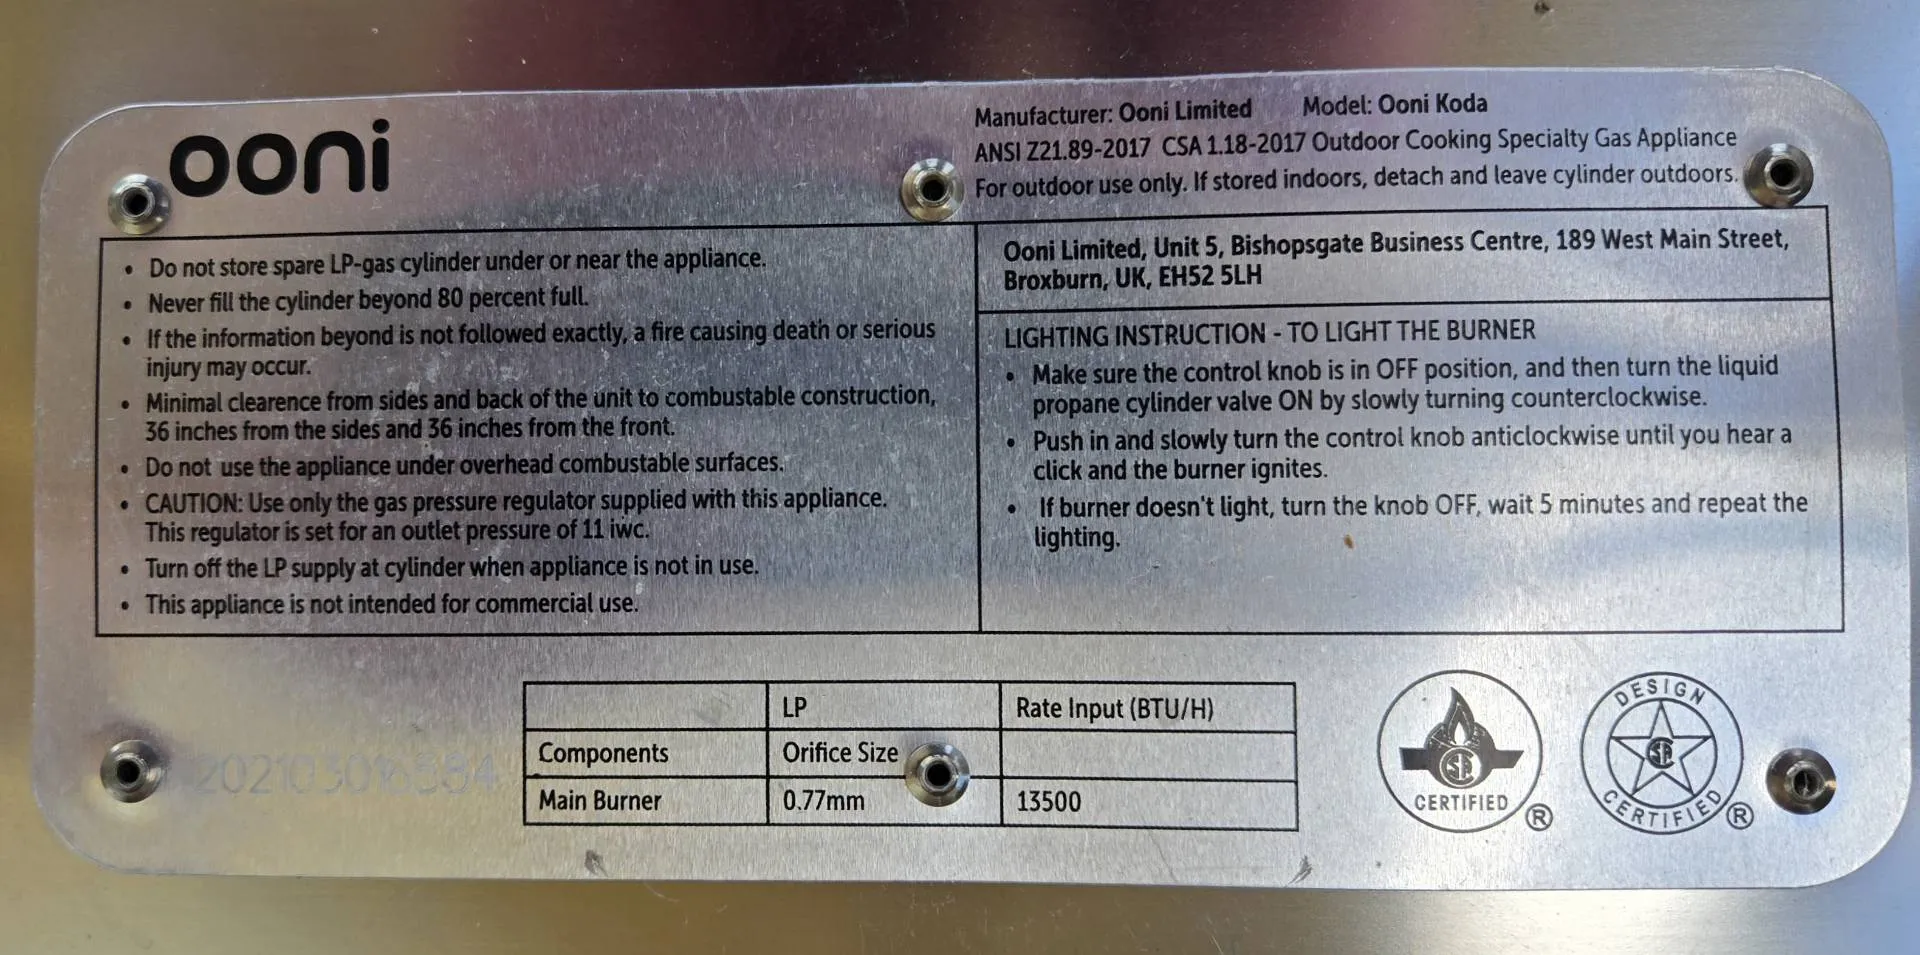 ooni
Manufacturer: Ooni Limited Model: Ooni Koda
ANSI Z21.89-2017 CSA 1.18-2017 Outdoor Cooking Specialty Gas Appliance
For outdoor use only. If stored indoors, detach and leave cylinder outdoors.
• Do not store spare LP-gas cylinder under or near the appliance.
• Never fill the cylinder beyond 80 percent full.
• If the information beyond is not followed exactly, a fire causing death or serious
injury may occur.
• Minimal clearence from sides and back of the unit to combustable construction,
36 inches from the sides and 36 inches from the front.
• Do not use the appliance under overhead combustable surfaces.
• CAUTION: Use only the gas pressure regulator supplied with this appliance.
This regulator is set for an outlet pressure of 11 iwc.
• Turn off the LP supply at cylinder when appliance is not in use.
• This appliance is not intended for commercial use.
Ooni Limited, Unit 5, Bishopsgate Business Centre, 189 West Main Street,
Broxburn, UK, EH52 5LH
LIGHTING INSTRUCTION - TO LIGHT THE BURNER
• Make sure the control knob is in OFF position, and then turn the liquid
propane cylinder valve ON by slowly turning counterclockwise.
• Push in and slowly turn the control knob anticlockwise until you hear a
click and the burner ignites.
• If burner doesn't light, turn the knob OFF, wait 5 minutes and repeat the
lighting.
LP Rate Input (BTU/H)
Components Orifice Size
Main Burner 0.77mm 13500
CERTIFIED ®
DESIGN CERTIFIED ®